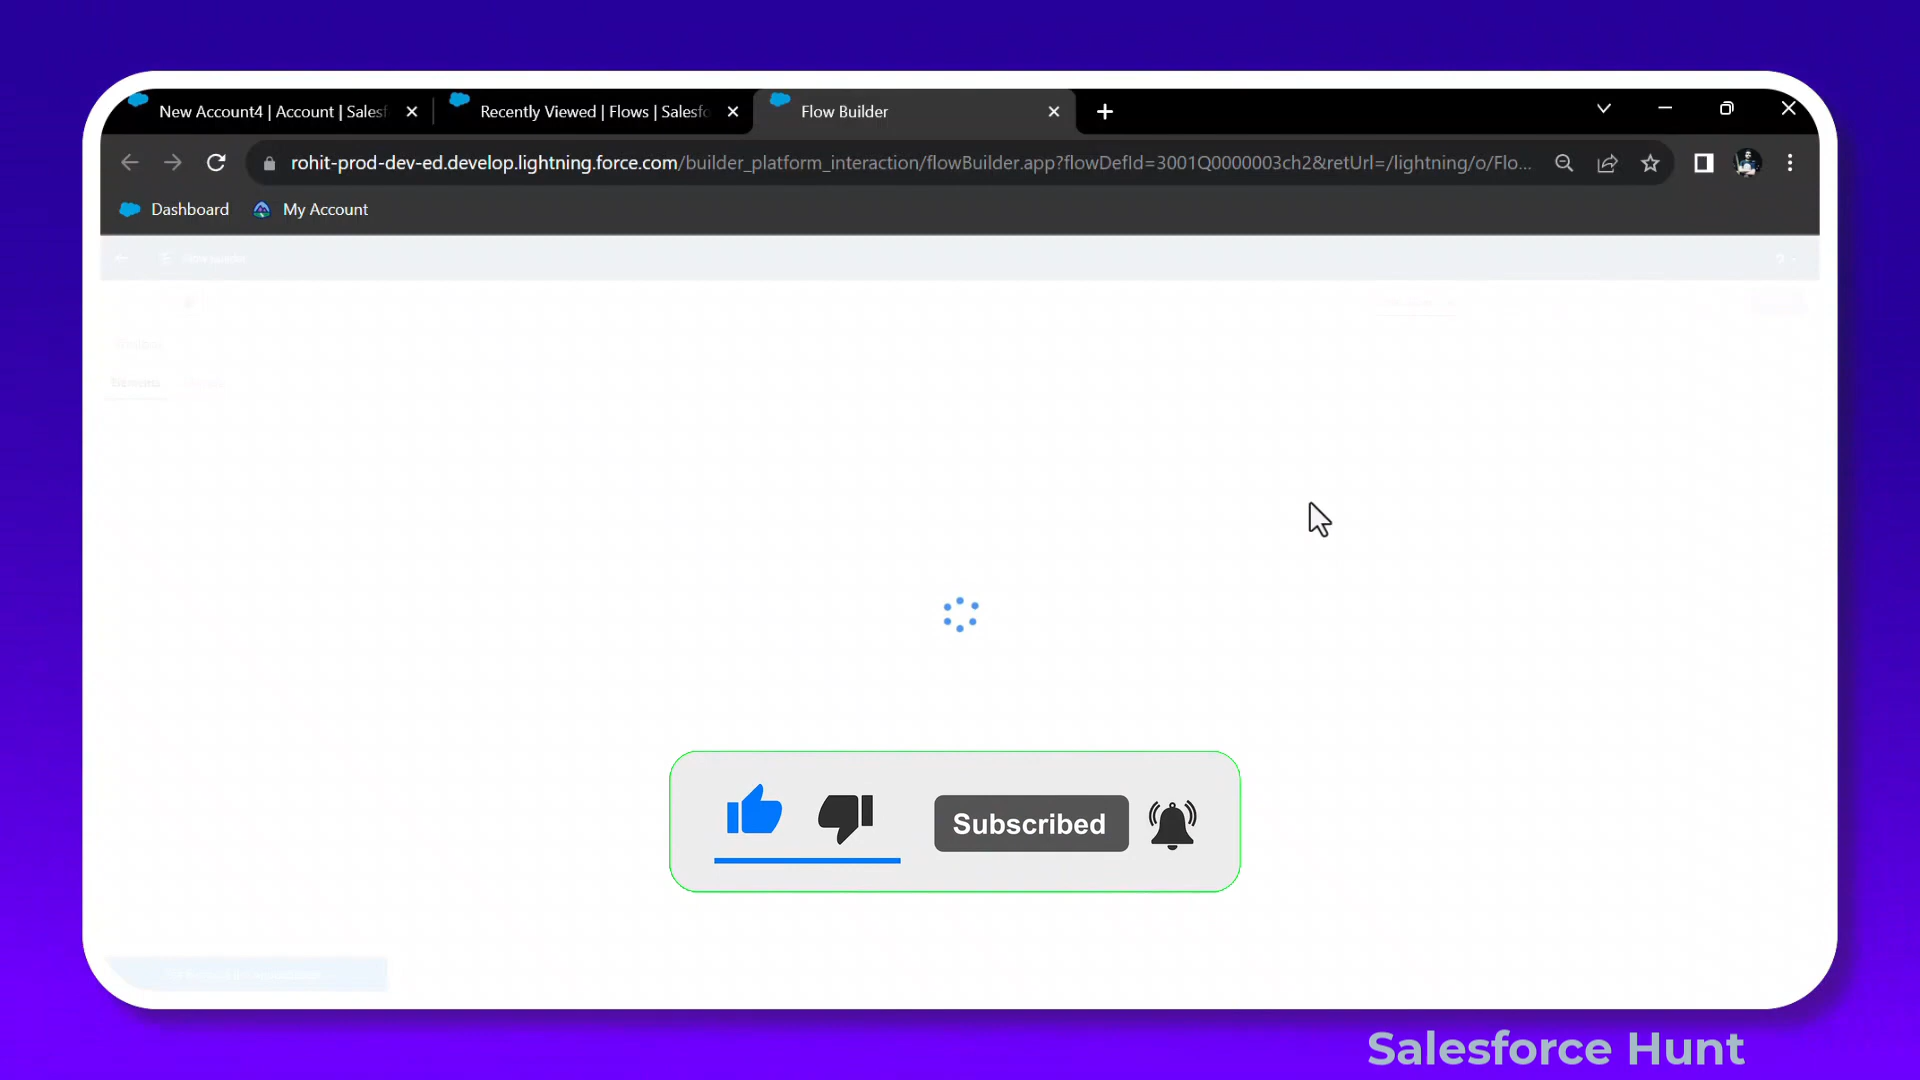 New Account4 | Account | Salesf
Recently Viewed | Flows | Salesfo
Flow Builder
rohit-prod-dev-ed.develop.lightning.force.com/builder_platform_interaction/flowBuilder.app?flowDefId=3001Q0000003ch2&retUrl=/lightning/o/Flo...
Dashboard
My Account
Subscribed
Salesforce Hunt